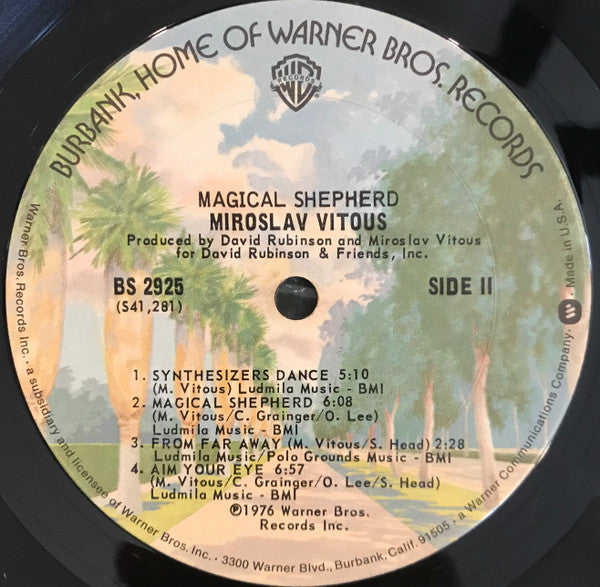 BURBANK, HOME OF WARNER BROS. RECORDS
WB
RECORDS
MAGICAL SHEPHERD
MIROSLAV VITOUS
Produced by David Rubinson and Miroslav Vitous
for David Rubinson & Friends, Inc.
BS 2925
(S41,281)
SIDE II
1. SYNTHESIZERS DANCE 5:10
(M. Vitous) Ludmila Music - BMI
2. MAGICAL SHEPHERD 6:08
(M. Vitous/C. Grainger/O. Lee)
Ludmila Music - BMI
3. FROM FAR AWAY (M. Vitous/S. Head) 2:28
Ludmila Music/Polo Grounds Music - BMI
4. AIM YOUR EYE 6:57
(M. Vitous/C. Grainger/O. Lee/S. Head)
Ludmila Music - BMI
℗1976 Warner Bros.
Records Inc.
Warner Bros. Records Inc. · a subsidiary and licensee of Warner Bros. Inc. · 3300 Warner Blvd., Burbank, Calif. 91505 · a Warner Communications Company · Made in U.S.A.